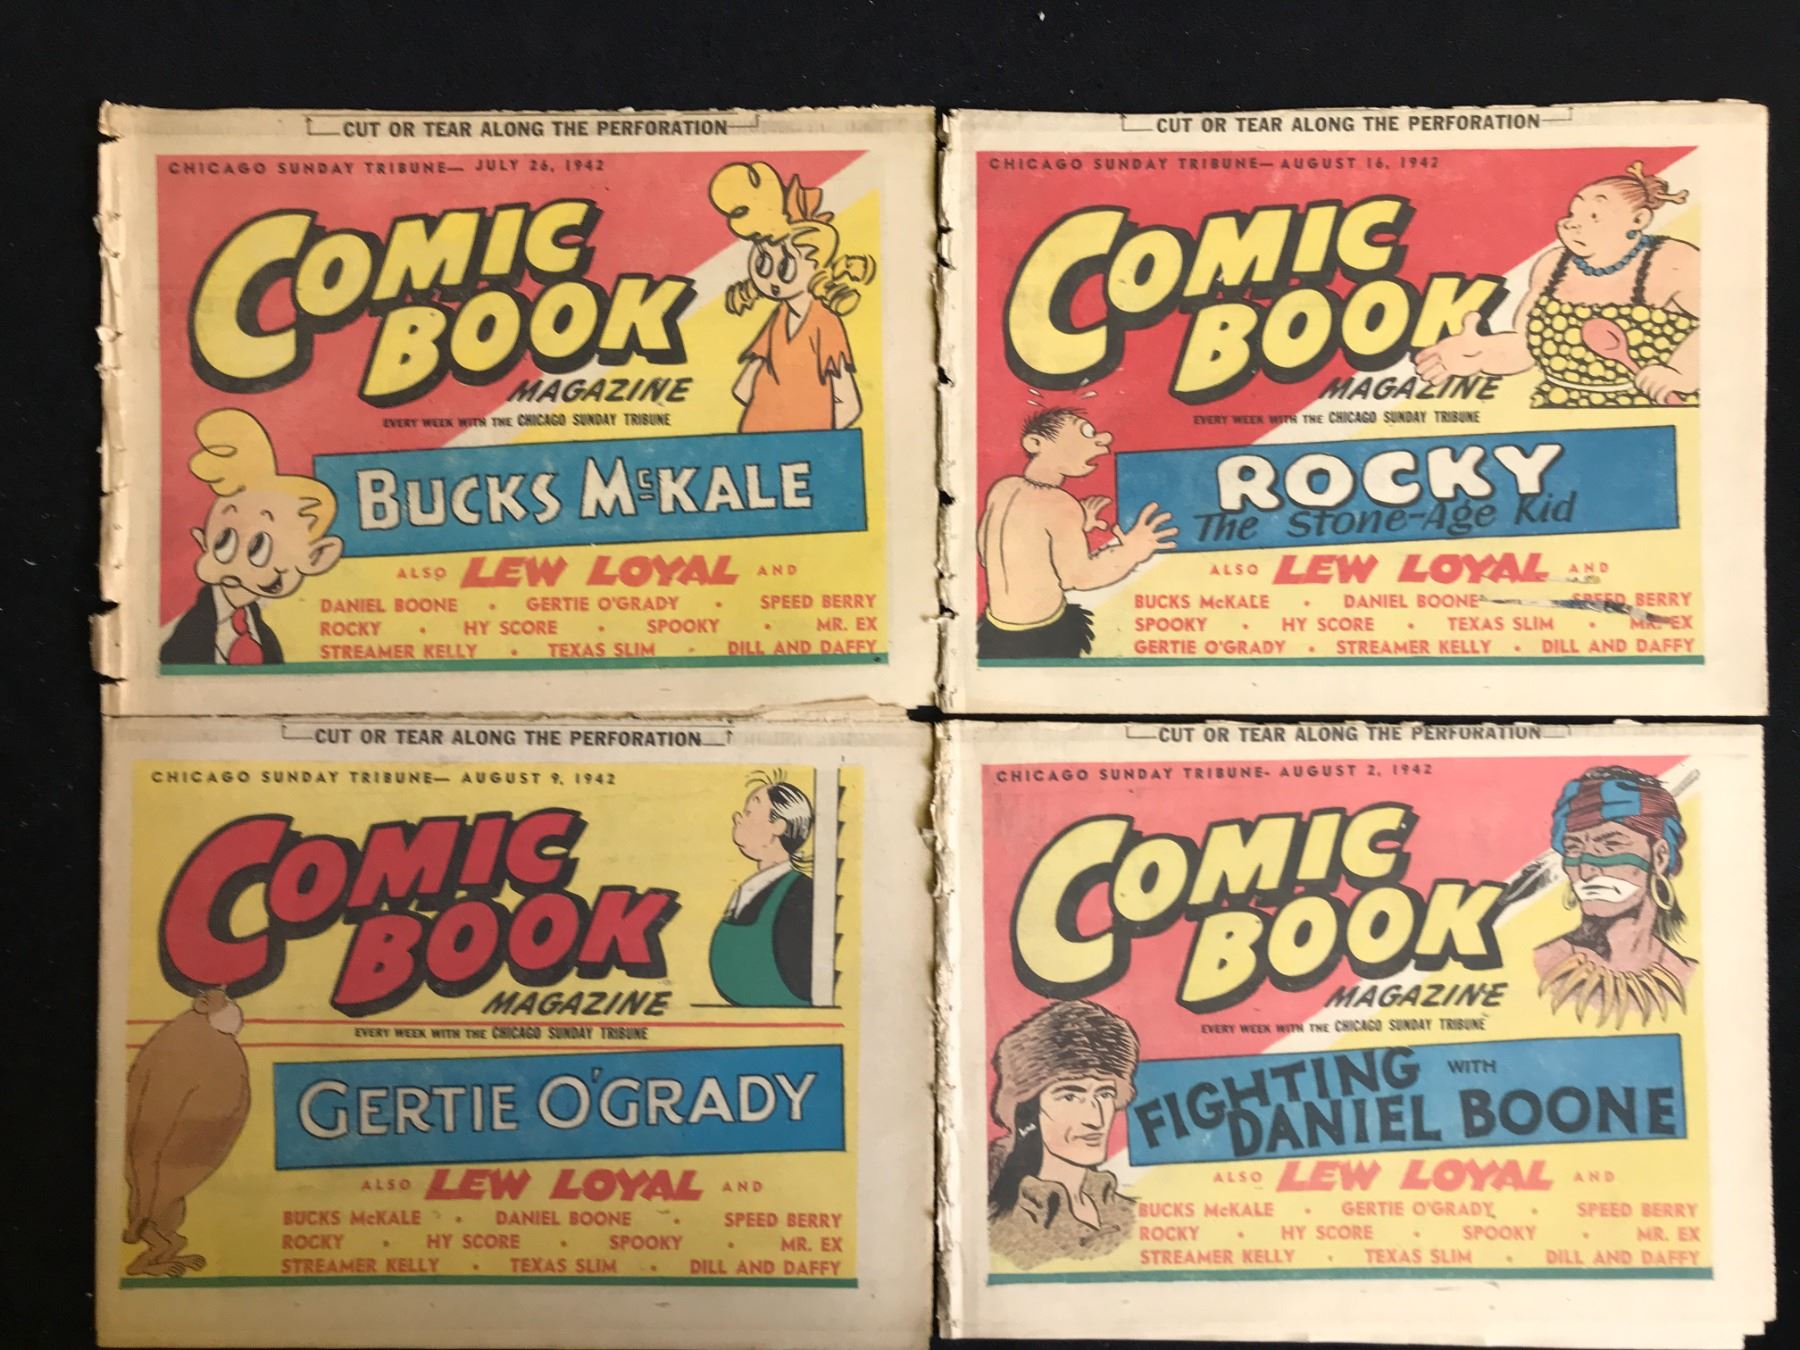 CUT OR TEAR ALONG THE PERFORATION
CHICAGO SUNDAY TRIBUNE— JULY 26, 1942
COMIC
BOOK
MAGAZINE
EVERY WEEK WITH THE CHICAGO SUNDAY TRIBUNE
BUCKS McKALE
ALSO LEW LOYAL AND
DANIEL BOONE • GERTIE O'GRADY • SPEED BERRY
ROCKY • HY SCORE • SPOOKY • MR. EX
STREAMER KELLY • TEXAS SLIM • DILL AND DAFFY
CUT OR TEAR ALONG THE PERFORATION
CHICAGO SUNDAY TRIBUNE— AUGUST 16, 1942
COMIC
BOOK
MAGAZINE
EVERY WEEK WITH THE CHICAGO SUNDAY TRIBUNE
ROCKY
The Stone-Age Kid
ALSO LEW LOYAL AND
BUCKS McKALE • DANIEL BOONE SPEED BERRY
SPOOKY • HY SCORE • TEXAS SLIM • MR. EX
GERTIE O'GRADY • STREAMER KELLY • DILL AND DAFFY
CUT OR TEAR ALONG THE PERFORATION
CHICAGO SUNDAY TRIBUNE— AUGUST 9, 1942
COMIC
BOOK
MAGAZINE
EVERY WEEK WITH THE CHICAGO SUNDAY TRIBUNE
GERTIE O'GRADY
ALSO LEW LOYAL AND
BUCKS McKALE • DANIEL BOONE • SPEED BERRY
ROCKY • HY SCORE • SPOOKY • MR. EX
STREAMER KELLY • TEXAS SLIM • DILL AND DAFFY
CUT OR TEAR ALONG THE PERFORATION
CHICAGO SUNDAY TRIBUNE- AUGUST 2, 1942
COMIC
BOOK
MAGAZINE
EVERY WEEK WITH THE CHICAGO SUNDAY TRIBUNE
FIGHTING WITH
DANIEL BOONE
ALSO LEW LOYAL AND
BUCKS McKALE • GERTIE O'GRADY • SPEED BERRY
ROCKY • HY SCORE • SPOOKY • MR. EX
STREAMER KELLY • TEXAS SLIM • DILL AND DAFFY